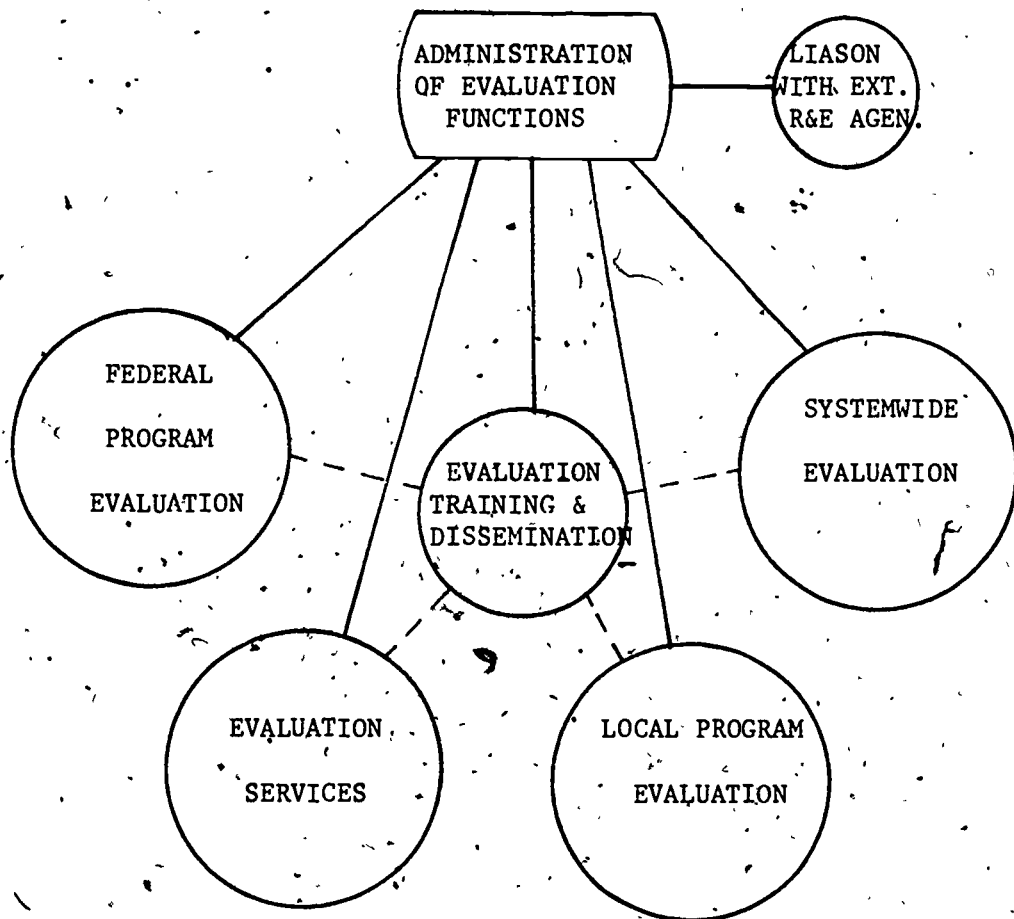 ADMINISTRATION
OF EVALUATION
FUNCTIONS
LIASON
WITH EXT.
R&E AGEN.
FEDERAL
PROGRAM
EVALUATION
EVALUATION
TRAINING &
DISSEMINATION
SYSTEMWIDE
EVALUATION
EVALUATION
SERVICES
LOCAL PROGRAM
EVALUATION